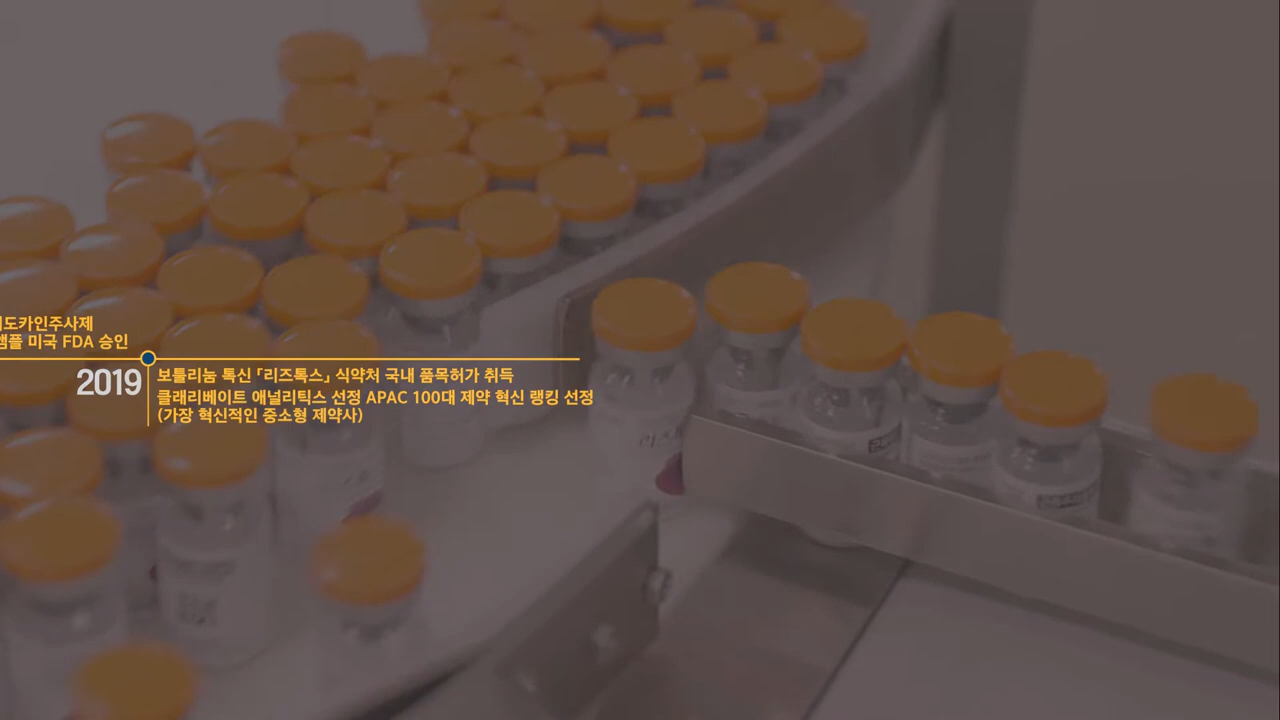 도카인주사제
앰플 미국 FDA 승인
2019
보툴리눔 톡신 「리즈톡스」 식약처 국내 품목허가 취득
클래리베이트 애널리틱스 선정 APAC 100대 제약 혁신 랭킹 선정
(가장 혁신적인 중소형 제약사)